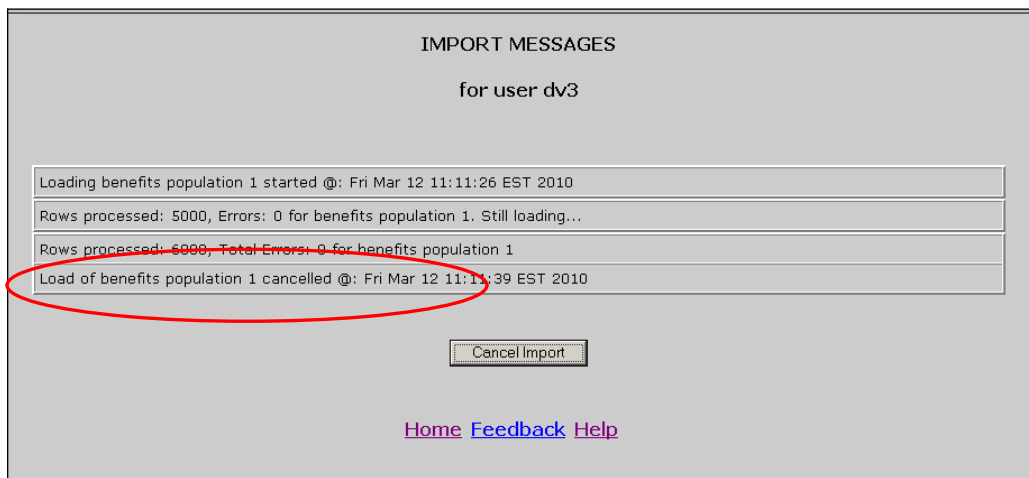 IMPORT MESSAGES
for user dv3
Loading benefits population 1 started @: Fri Mar 12 11:11:26 EST 2010
Rows processed: 5000, Errors: 0 for benefits population 1. Still loading...
Rows processed: 6000, Total Errors: 0 for benefits population 1
Load of benefits population 1 cancelled @: Fri Mar 12 11:11:39 EST 2010
Cancel Import
Home Feedback Help